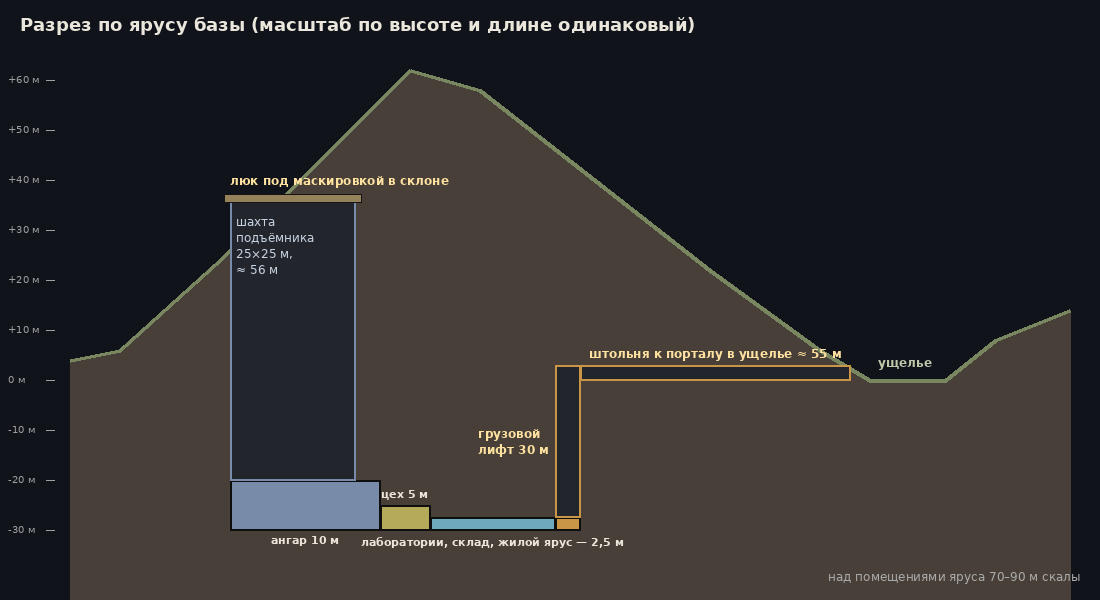 Разрез по ярусу базы (масштаб по высоте и длине одинаковый)
+60 м
+50 м
+40 м
люк под маскировкой в склоне
шахта
подъёмника
25×25 м,
≈ 56 м
+30 м
+20 м
+10 м
штольня к порталу в ущелье ≈ 55 м
ущелье
0 м
-10 м
грузовой
лифт 30 м
-20 м
цех 5 м
-30 м
ангар 10 м
лаборатории, склад, жилой ярус — 2,5 м
над помещениями яруса 70–90 м скалы